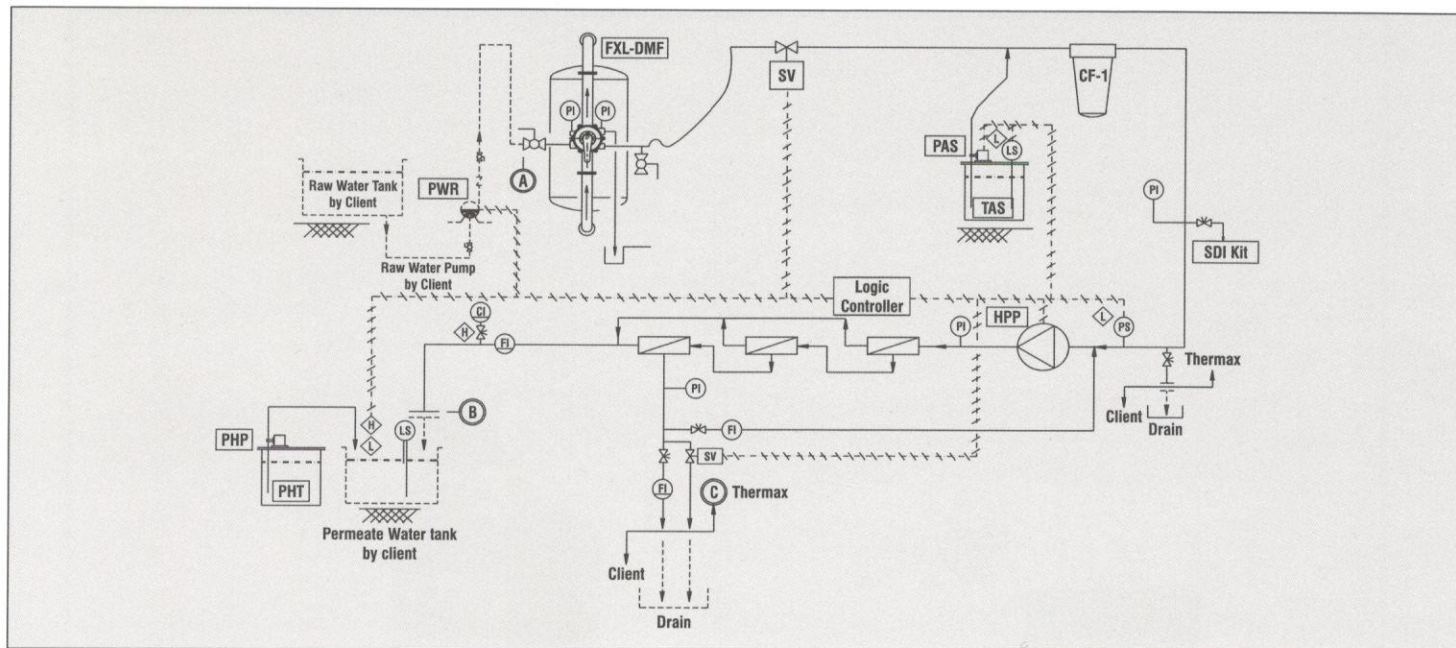 FXL-DMF
SV
CF-1
PI
PI
PAS
L
LS
TAS
A
Raw Water Tank
by Client
PWR
PI
SDI Kit
Raw Water Pump
by Client
Logic
Controller
CI
H
FI
PI
HPP
L
PS
Thermax
PI
Client
Drain
B
H
L
LS
FI
PHP
PHT
SV
FI
C
Thermax
Permeate Water tank
by client
Client
Drain